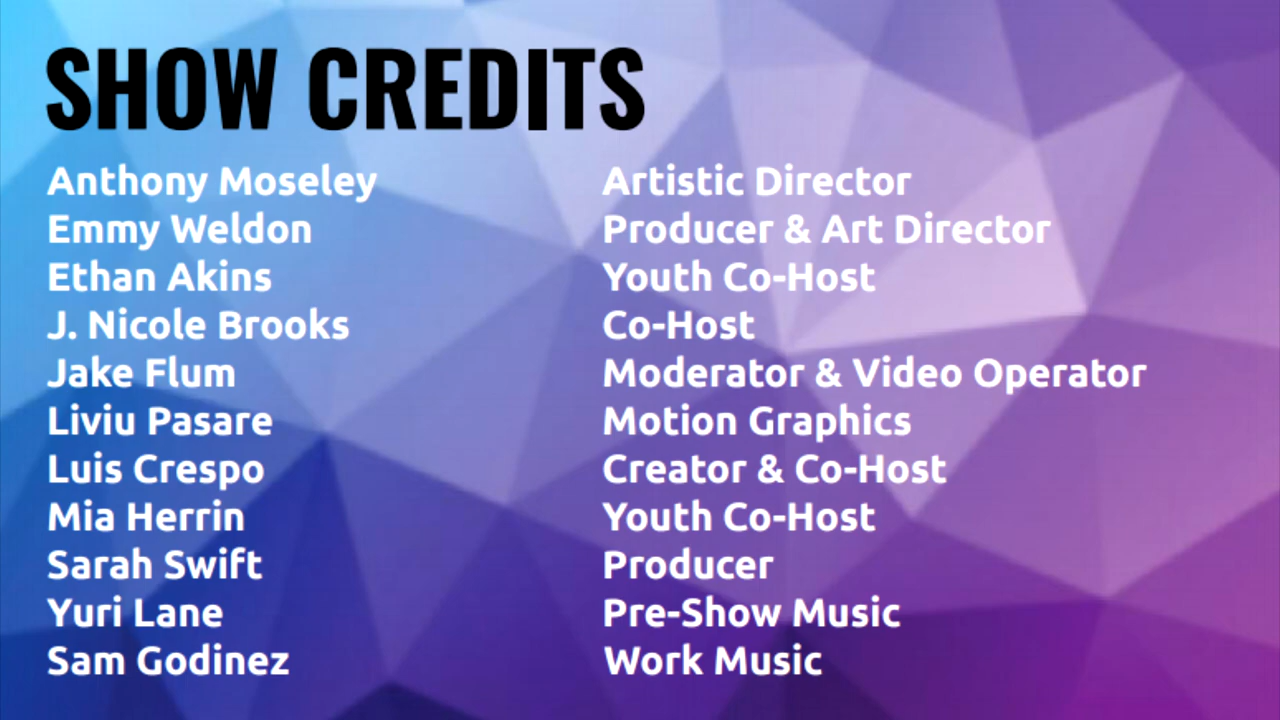 SHOW CREDITS
Anthony Moseley Artistic Director
Emmy Weldon Producer & Art Director
Ethan Akins Youth Co-Host
J. Nicole Brooks Co-Host
Jake Flum Moderator & Video Operator
Liviu Pasare Motion Graphics
Luis Crespo Creator & Co-Host
Mia Herrin Youth Co-Host
Sarah Swift Producer
Yuri Lane Pre-Show Music
Sam Godinez Work Music